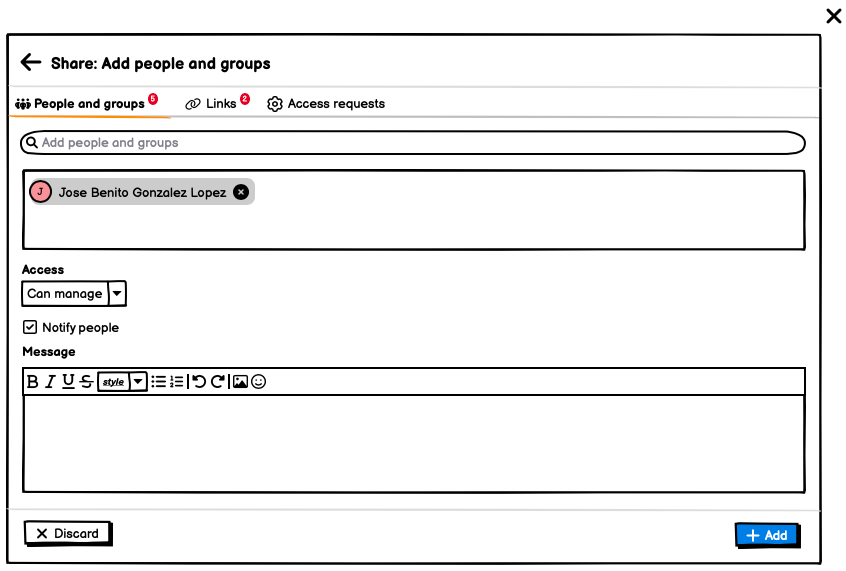 Share: Add people and groups
People and groups 5 Links 2 Access requests
Add people and groups
J Jose Benito Gonzalez Lopez
Access
Can manage
Notify people
Message
B I U S style
Discard
Add